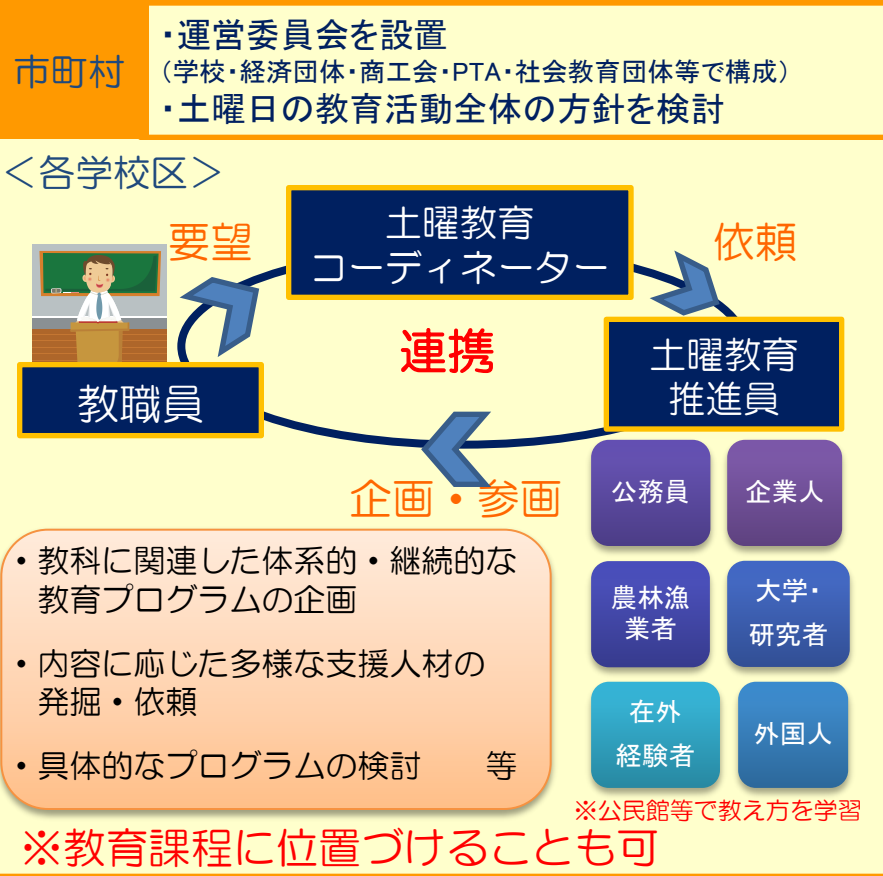 市町村
・運営委員会を設置
（学校・経済団体・商工会・PTA・社会教育団体等で構成）
・土曜日の教育活動全体の方針を検討
＜各学校区＞
要望
土曜教育
コーディネーター
依頼
連携
教職員
土曜教育
推進員
企画・参画
公務員
企業人
農林漁
業者
大学・
研究者
在外
経験者
外国人
※公民館等で教え方を学習
・教科に関連した体系的・継続的な
教育プログラムの企画
・内容に応じた多様な支援人材の
発掘・依頼
・具体的なプログラムの検討　　等
※教育課程に位置づけることも可